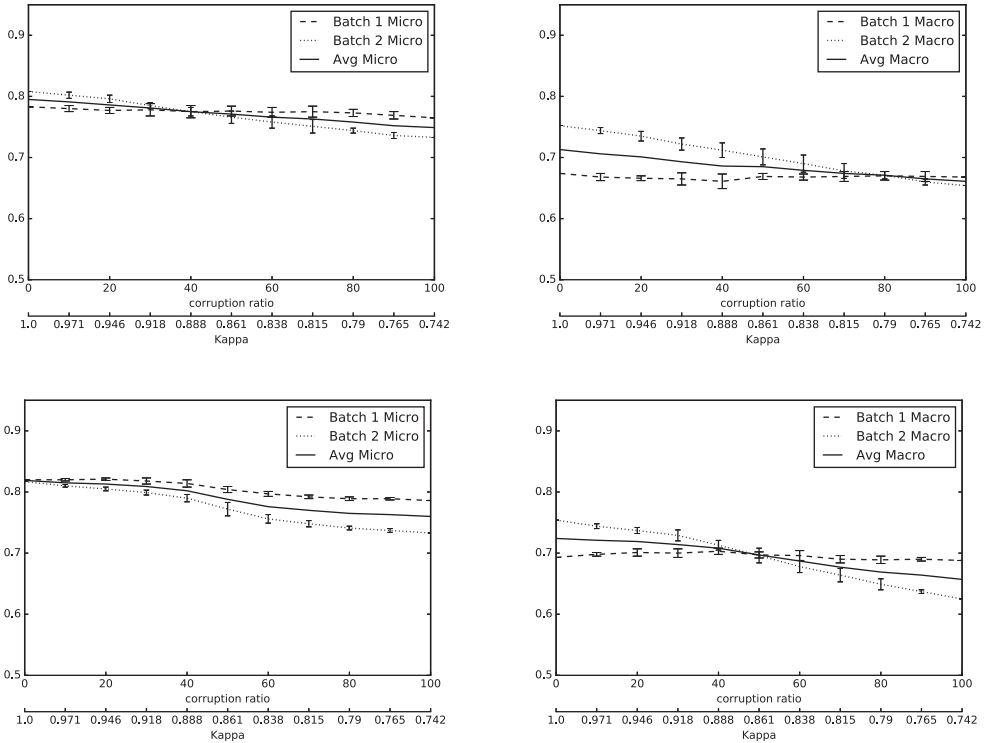 0.9
0.8
0.7
0.6
0.5
Batch 1 Micro
Batch 2 Micro
Avg Micro
0 20 40 60 80 100
corruption ratio
1.0 0.971 0.946 0.918 0.888 0.861 0.838 0.815 0.79 0.765 0.742
Kappa
0.9
0.8
0.7
0.6
0.5
Batch 1 Macro
Batch 2 Macro
Avg Macro
0 20 40 60 80 100
corruption ratio
1.0 0.971 0.946 0.918 0.888 0.861 0.838 0.815 0.79 0.765 0.742
Kappa
0.9
0.8
0.7
0.6
0.5
Batch 1 Micro
Batch 2 Micro
Avg Micro
0 20 40 60 80 100
corruption ratio
1.0 0.971 0.946 0.918 0.888 0.861 0.838 0.815 0.79 0.765 0.742
Kappa
0.9
0.8
0.7
0.6
0.5
Batch 1 Macro
Batch 2 Macro
Avg Macro
0 20 40 60 80 100
corruption ratio
1.0 0.971 0.946 0.918 0.888 0.861 0.838 0.815 0.79 0.765 0.742
Kappa